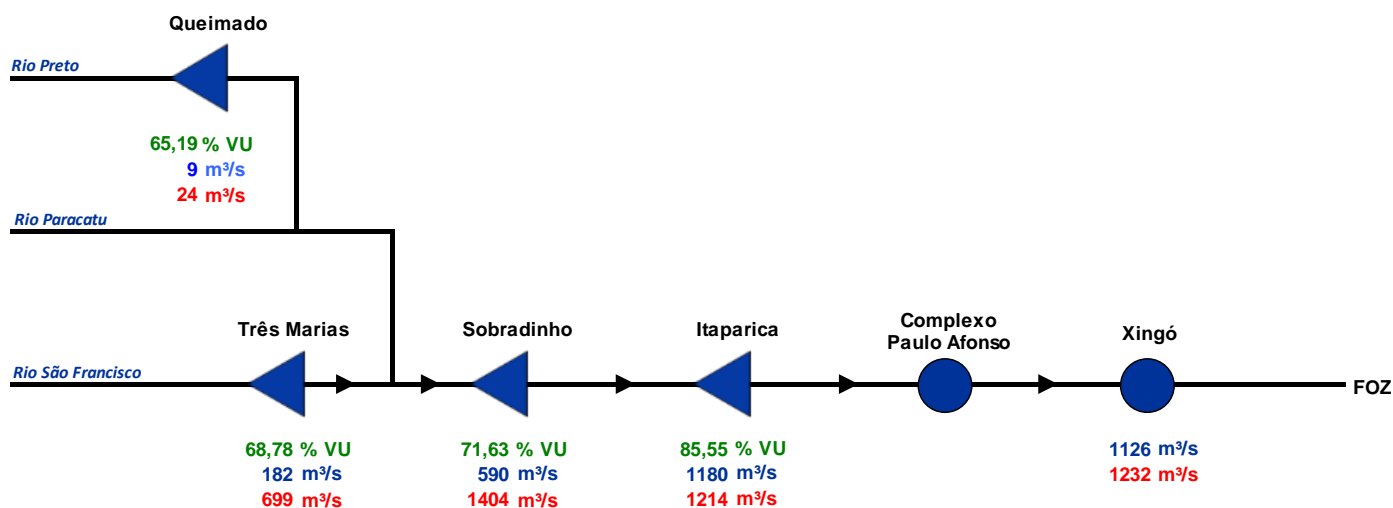 Queimado
Rio Preto
65,19 % VU
9 m³/s
24 m³/s
Rio Paracatu
Três Marias
Sobradinho
Itaparica
Complexo
Paulo Afonso
Xingó
Rio São Francisco
FOZ
68,78 % VU
182 m³/s
699 m³/s
71,63 % VU
590 m³/s
1404 m³/s
85,55 % VU
1180 m³/s
1214 m³/s
1126 m³/s
1232 m³/s